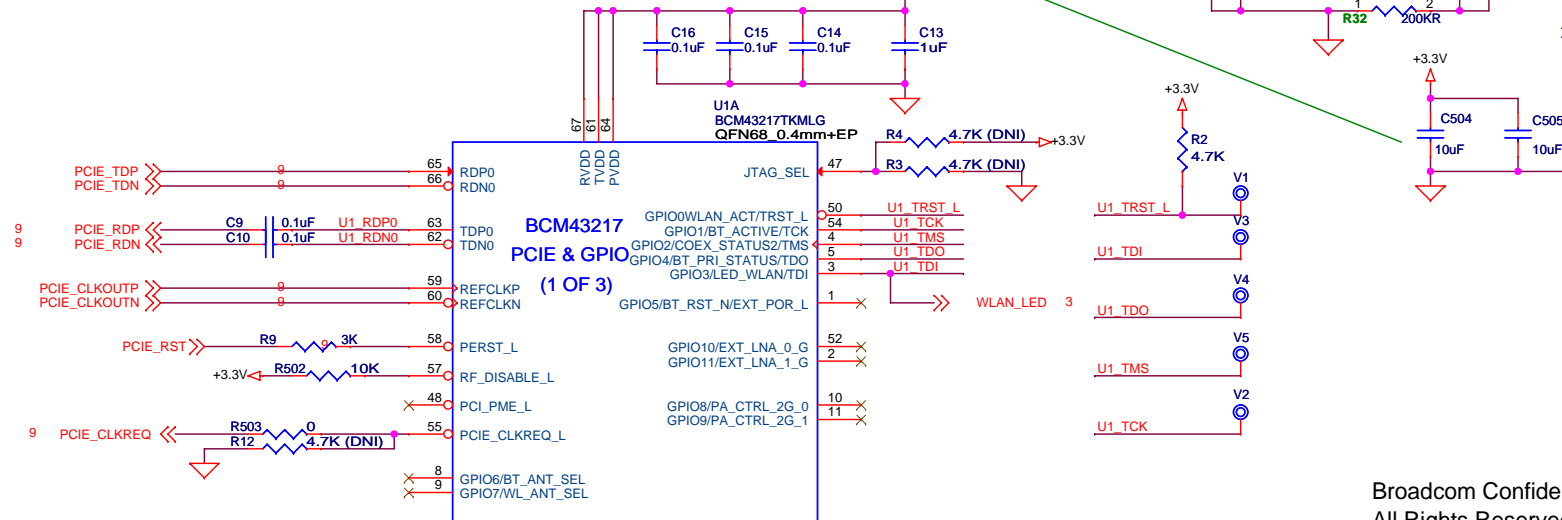 1
2
R32
200KR
C16
0.1uF
C15
0.1uF
C14
0.1uF
C13
1uF
+3.3V
+3.3V
C504
10uF
C505
10uF
U1A
BCM43217TKMLG
QFN68_0.4mm+EP
67
61
64
RVDD
TVDD
PVDD
R4
4.7K (DNI)
+3.3V
R3
4.7K (DNI)
R2
4.7K
PCIE_TDP
9
65
RDP0
PCIE_TDN
9
66
RDN0
JTAG_SEL
47
9
PCIE_RDP
C9
0.1uF
U1_RDP0
63
TDP0
9
PCIE_RDN
C10
0.1uF
U1_RDN0
62
TDN0
BCM43217
PCIE & GPIO
(1 OF 3)
GPIO0WLAN_ACT/TRST_L
50
U1_TRST_L
GPIO1/BT_ACTIVE/TCK
54
U1_TCK
GPIO2/COEX_STATUS2/TMS
4
U1_TMS
GPIO4/BT_PRI_STATUS/TDO
5
U1_TDO
GPIO3/LED_WLAN/TDI
3
U1_TDI
PCIE_CLKOUTP
9
59
REFCLKP
PCIE_CLKOUTN
9
60
REFCLKN
GPIO5/BT_RST_N/EXT_POR_L
1
WLAN_LED
3
PCIE_RST
R9
9
3K
58
PERST_L
GPIO10/EXT_LNA_0_G
52
GPIO11/EXT_LNA_1_G
2
+3.3V
R502
10K
57
RF_DISABLE_L
48
PCI_PME_L
GPIO8/PA_CTRL_2G_0
10
GPIO9/PA_CTRL_2G_1
11
9
PCIE_CLKREQ
R503
0
55
PCIE_CLKREQ_L
R12
4.7K (DNI)
8
GPIO6/BT_ANT_SEL
9
GPIO7/WL_ANT_SEL
V1
U1_TRST_L
V3
U1_TDI
V4
U1_TDO
V5
U1_TMS
V2
U1_TCK
Broadcom Confide
All Rights Reserve